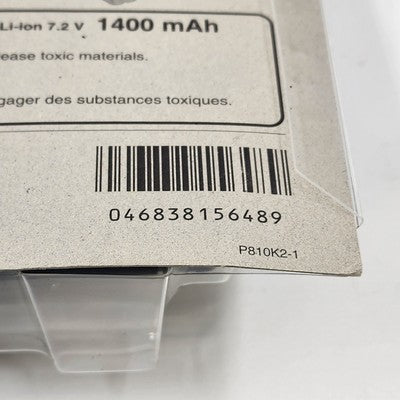 Li-Ion 7.2 V 1400 mAh
ease toxic materials.
gager des substances toxiques.
046838156489
P810K2-1